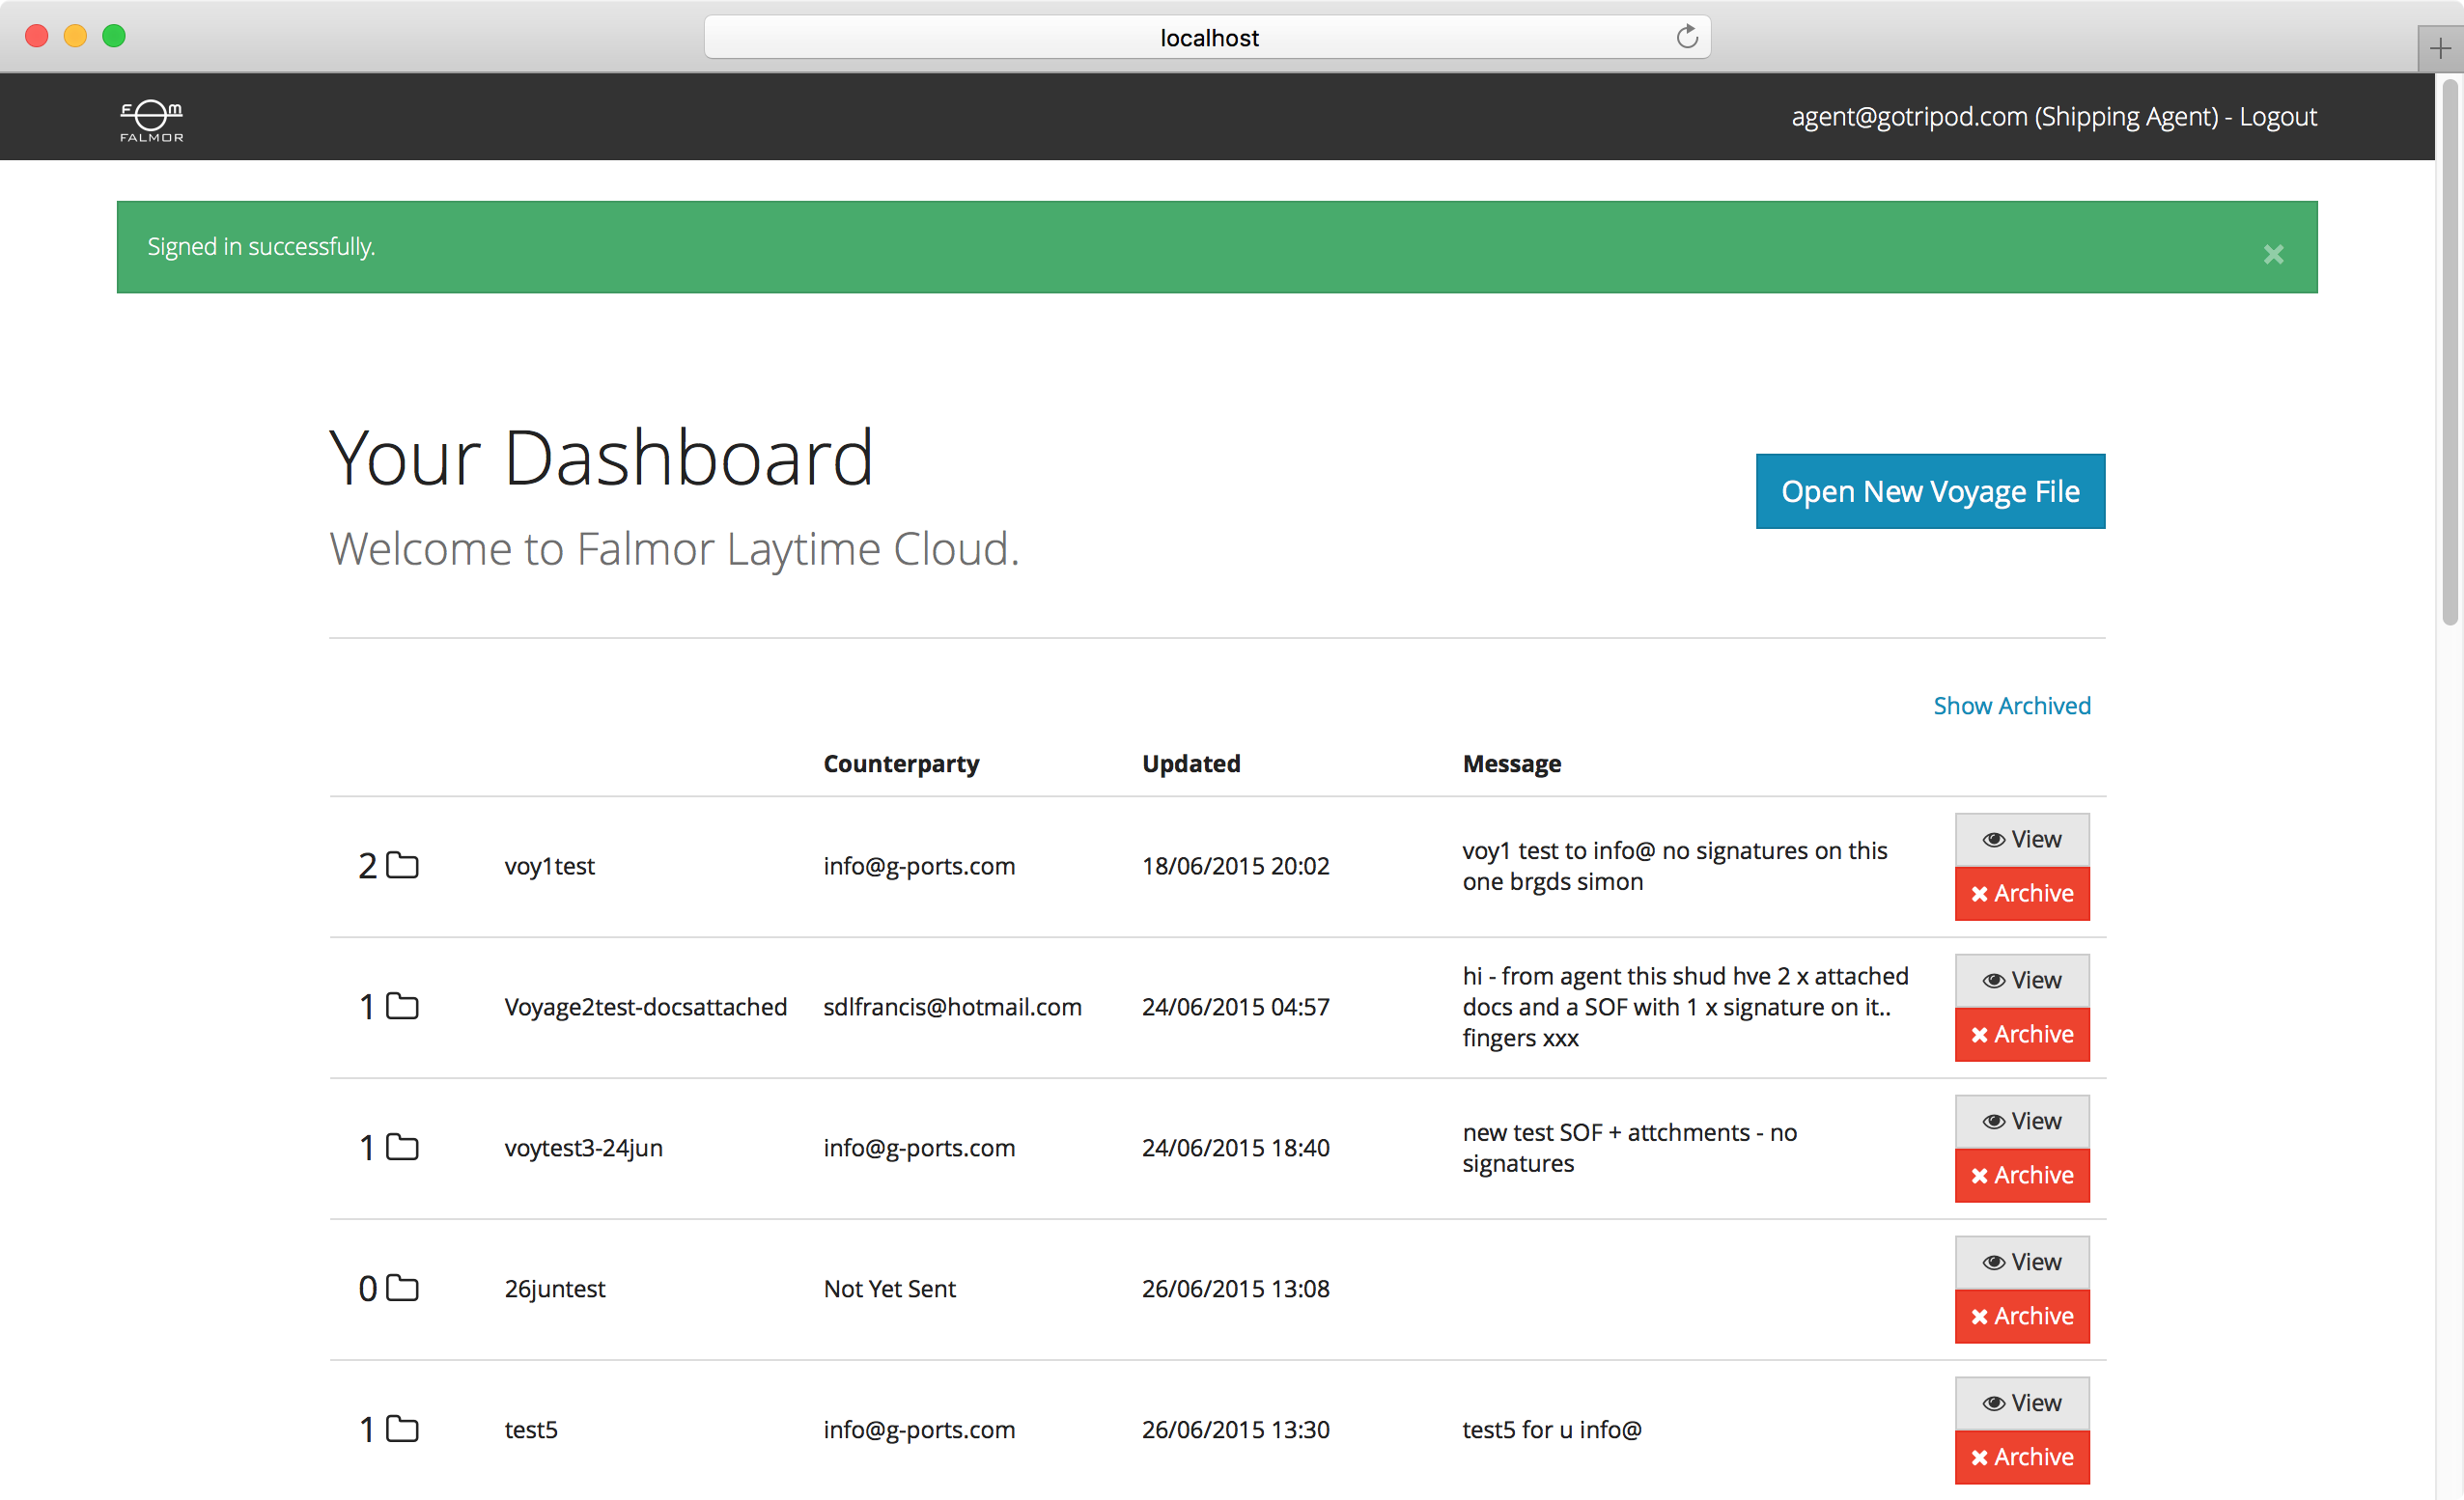 localhost
F M
FALMOR
agent@gotripod.com (Shipping Agent) - Logout
Signed in successfully.
Your Dashboard
Open New Voyage File
Welcome to Falmor Laytime Cloud.
Show Archived
Counterparty Updated Message
2 voy1test info@g-ports.com 18/06/2015 20:02
voy1 test to info@ no signatures on this
one brgds simon
View
Archive
1 Voyage2test-docsattached sdlfrancis@hotmail.com 24/06/2015 04:57
hi - from agent this shud hve 2 x attached
docs and a SOF with 1 x signature on it..
fingers xxx
View
Archive
1 voytest3-24jun info@g-ports.com 24/06/2015 18:40
new test SOF + attchments - no
signatures
View
Archive
0 26juntest Not Yet Sent 26/06/2015 13:08
View
Archive
1 test5 info@g-ports.com 26/06/2015 13:30 test5 for u info@
View
Archive